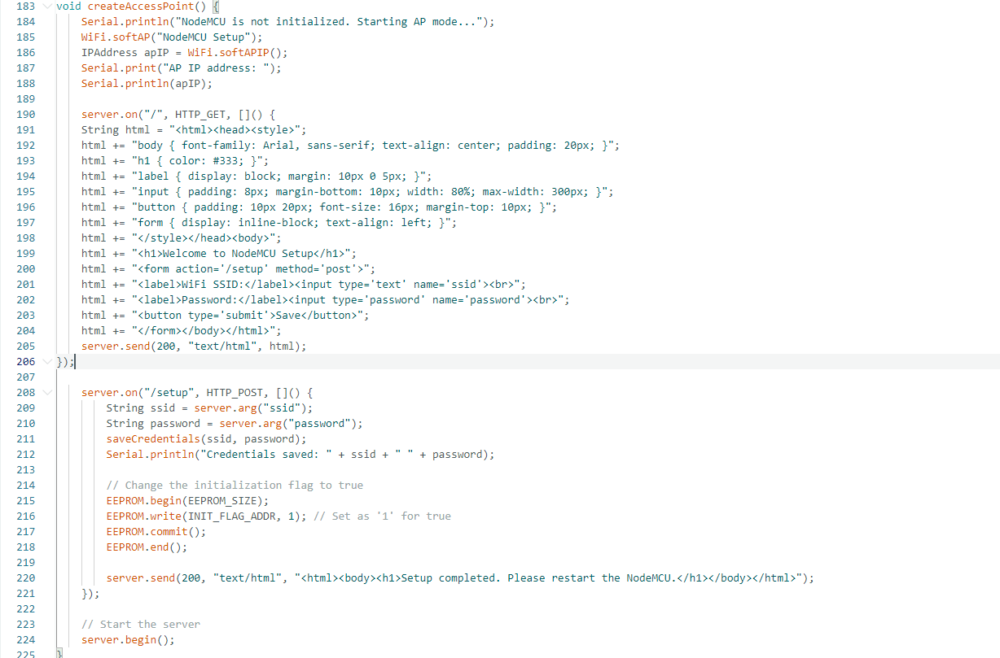 183 void createAccessPoint() {
184     Serial.println("NodeMCU is not initialized. Starting AP mode...");
185     WiFi.softAP("NodeMCU Setup");
186     IPAddress apIP = WiFi.softAPIP();
187     Serial.print("AP IP address: ");
188     Serial.println(apIP);
189
190     server.on("/", HTTP_GET, []() {
191     String html = "<html><head><style>";
192     html += "body { font-family: Arial, sans-serif; text-align: center; padding: 20px; }";
193     html += "h1 { color: #333; }";
194     html += "label { display: block; margin: 10px 0 5px; }";
195     html += "input { padding: 8px; margin-bottom: 10px; width: 80%; max-width: 300px; }";
196     html += "button { padding: 10px 20px; font-size: 16px; margin-top: 10px; }";
197     html += "form { display: inline-block; text-align: left; }";
198     html += "</style></head><body>";
199     html += "<h1>Welcome to NodeMCU Setup</h1>";
200     html += "<form action='/setup' method='post'>";
201     html += "<label>WiFi SSID:</label><input type='text' name='ssid'><br>";
202     html += "<label>Password:</label><input type='password' name='password'><br>";
203     html += "<button type='submit'>Save</button>";
204     html += "</form></body></html>";
205     server.send(200, "text/html", html);
206 });
207
208     server.on("/setup", HTTP_POST, []() {
209         String ssid = server.arg("ssid");
210         String password = server.arg("password");
211         saveCredentials(ssid, password);
212         Serial.println("Credentials saved: " + ssid + " " + password);
213
214         // Change the initialization flag to true
215         EEPROM.begin(EEPROM_SIZE);
216         EEPROM.write(INIT_FLAG_ADDR, 1); // Set as '1' for true
217         EEPROM.commit();
218         EEPROM.end();
219
220         server.send(200, "text/html", "<html><body><h1>Setup completed. Please restart the NodeMCU.</h1></body></html>");
221     });
222
223     // Start the server
224     server.begin();
225 }